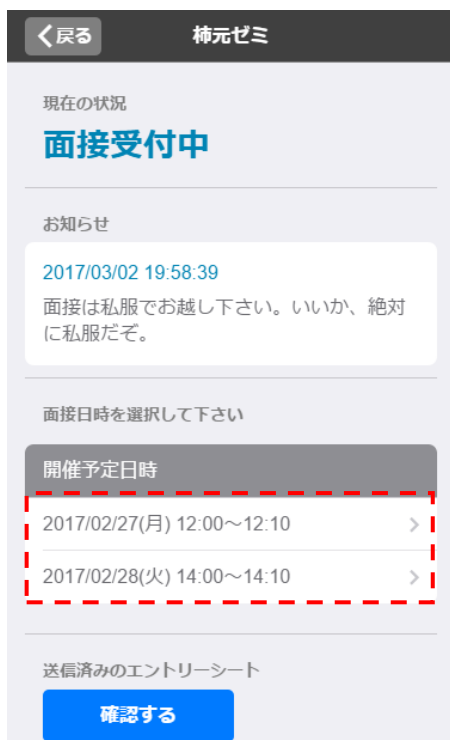 戻る
柿元ゼミ
現在の状況
面接受付中
お知らせ
2017/03/02 19:58:39
面接は私服でお越し下さい。いいか、絶対
に私服だぞ。
面接日時を選択して下さい
開催予定日時
2017/02/27(月) 12:00～12:10
2017/02/28(火) 14:00～14:10
送信済みのエントリーシート
確認する